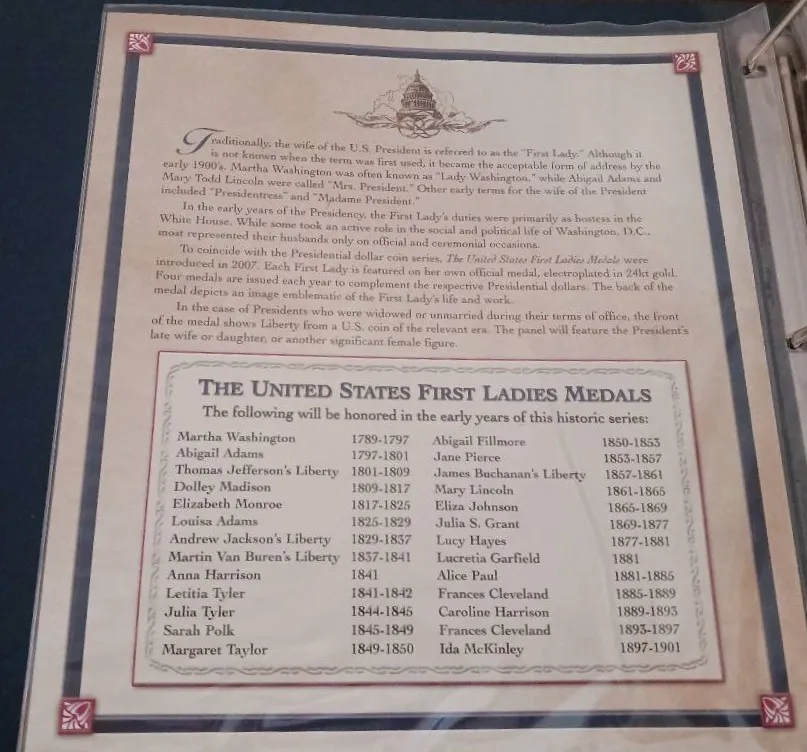 Traditionally, the wife of the U.S. President is referred to as the "First Lady." Although it
is not known when the term was first used, it became the acceptable form of address by the
early 1900's. Martha Washington was often known as "Lady Washington," while Abigail Adams and
Mary Todd Lincoln were called "Mrs. President." Other early terms for the wife of the President
included "Presidentress" and "Madame President."
In the early years of the Presidency, the First Lady's duties were primarily as hostess in the
White House. While some took an active role in the social and political life of Washington, D.C.,
most represented their husbands only on official and ceremonial occasions.
To coincide with the Presidential dollar coin series, The United States First Ladies Medals were
introduced in 2007. Each First Lady is featured on her own official medal, electroplated in 24kt gold.
Four medals are issued each year to complement the respective Presidential dollars. The back of the
medal depicts an image emblematic of the First Lady's life and work.
In the case of Presidents who were widowed or unmarried during their terms of office, the front
of the medal shows Liberty from a U.S. coin of the relevant era. The panel will feature the President's
late wife or daughter, or another significant female figure.
THE UNITED STATES FIRST LADIES MEDALS
The following will be honored in the early years of this historic series:
Martha Washington 1789-1797
Abigail Adams 1797-1801
Thomas Jefferson's Liberty 1801-1809
Dolley Madison 1809-1817
Elizabeth Monroe 1817-1825
Louisa Adams 1825-1829
Andrew Jackson's Liberty 1829-1837
Martin Van Buren's Liberty 1837-1841
Anna Harrison 1841
Letitia Tyler 1841-1842
Julia Tyler 1844-1845
Sarah Polk 1845-1849
Margaret Taylor 1849-1850
Abigail Fillmore 1850-1853
Jane Pierce 1853-1857
James Buchanan's Liberty 1857-1861
Mary Lincoln 1861-1865
Eliza Johnson 1865-1869
Julia S. Grant 1869-1877
Lucy Hayes 1877-1881
Lucretia Garfield 1881
Alice Paul 1881-1885
Frances Cleveland 1885-1889
Caroline Harrison 1889-1893
Frances Cleveland 1893-1897
Ida McKinley 1897-1901